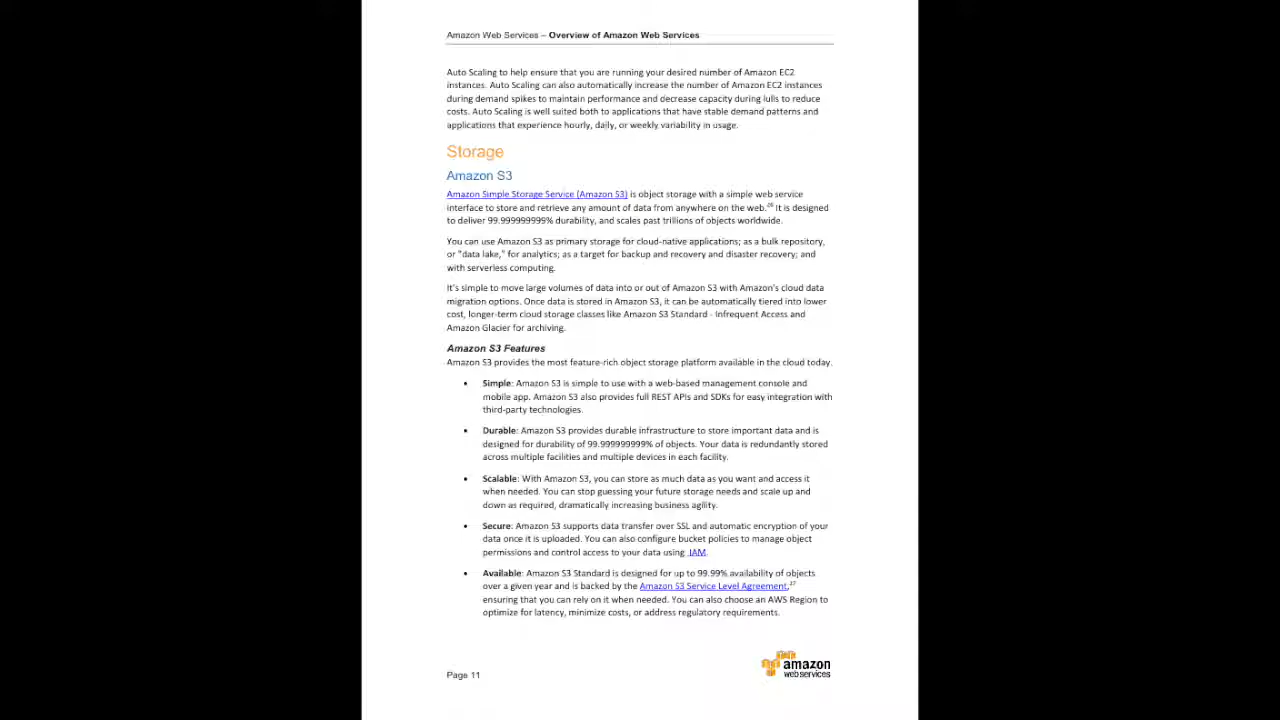 Amazon Web Services – Overview of Amazon Web Services
Auto Scaling to help ensure that you are running your desired number of Amazon EC2
instances. Auto Scaling can also automatically increase the number of Amazon EC2 instances
during demand spikes to maintain performance and decrease capacity during lulls to reduce
costs. Auto Scaling is well suited both to applications that have stable demand patterns and
applications that experience hourly, daily, or weekly variability in usage.
Storage
Amazon S3
Amazon Simple Storage Service (Amazon S3) is object storage with a simple web service
interface to store and retrieve any amount of data from anywhere on the web.26 It is designed
to deliver 99.999999999% durability, and scales past trillions of objects worldwide.
You can use Amazon S3 as primary storage for cloud-native applications; as a bulk repository,
or "data lake," for analytics; as a target for backup and recovery and disaster recovery; and
with serverless computing.
It's simple to move large volumes of data into or out of Amazon S3 with Amazon's cloud data
migration options. Once data is stored in Amazon S3, it can be automatically tiered into lower
cost, longer-term cloud storage classes like Amazon S3 Standard - Infrequent Access and
Amazon Glacier for archiving.
Amazon S3 Features
Amazon S3 provides the most feature-rich object storage platform available in the cloud today.
• Simple: Amazon S3 is simple to use with a web-based management console and
mobile app. Amazon S3 also provides full REST APIs and SDKs for easy integration with
third-party technologies.
• Durable: Amazon S3 provides durable infrastructure to store important data and is
designed for durability of 99.999999999% of objects. Your data is redundantly stored
across multiple facilities and multiple devices in each facility.
• Scalable: With Amazon S3, you can store as much data as you want and access it
when needed. You can stop guessing your future storage needs and scale up and
down as required, dramatically increasing business agility.
• Secure: Amazon S3 supports data transfer over SSL and automatic encryption of your
data once it is uploaded. You can also configure bucket policies to manage object
permissions and control access to your data using IAM.
• Available: Amazon S3 Standard is designed for up to 99.99% availability of objects
over a given year and is backed by the Amazon S3 Service Level Agreement,27
ensuring that you can rely on it when needed. You can also choose an AWS Region to
optimize for latency, minimize costs, or address regulatory requirements.
Page 11
amazon
webservices